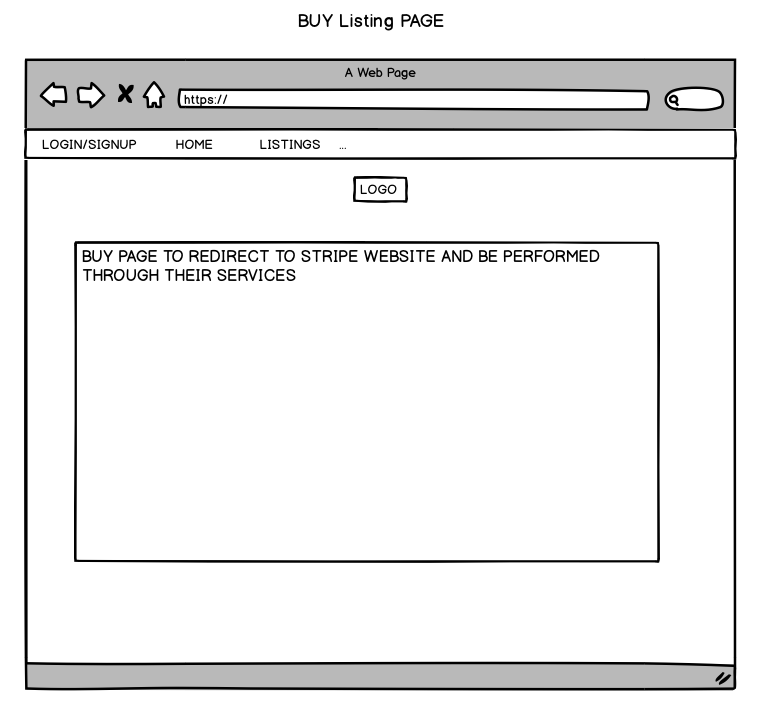 BUY Listing PAGE
A Web Page
https://
LOGIN/SIGNUP HOME LISTINGS ...
LOGO
BUY PAGE TO REDIRECT TO STRIPE WEBSITE AND BE PERFORMED
THROUGH THEIR SERVICES